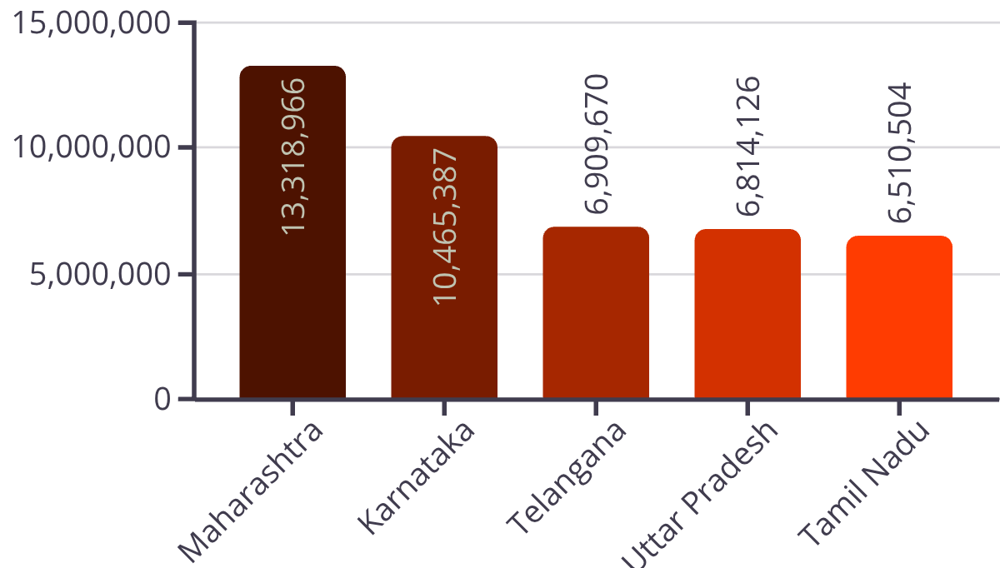 15,000,000
10,000,000
5,000,000
0
13,318,966
10,465,387
6,909,670
6,814,126
6,510,504
Maharashtra
Karnataka
Telangana
Uttar Pradesh
Tamil Nadu